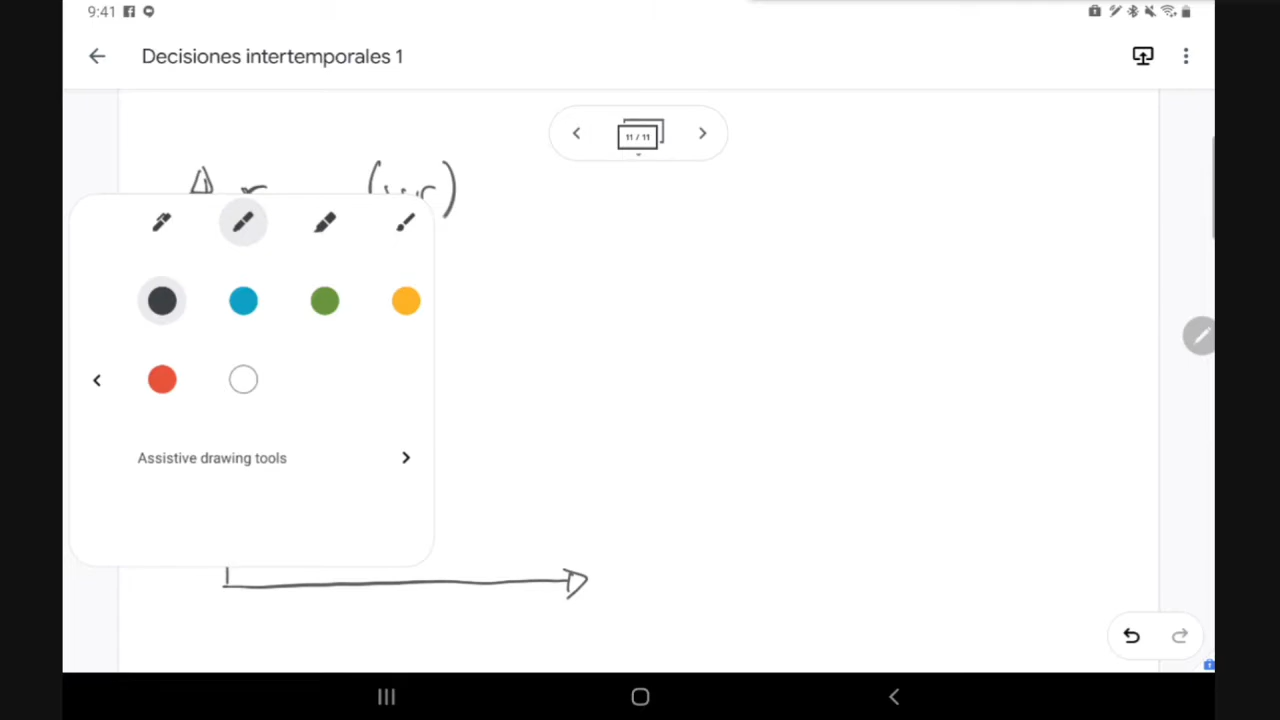 9:41
Decisiones intertemporales 1
11 / 11
Δ r
Assistive drawing tools